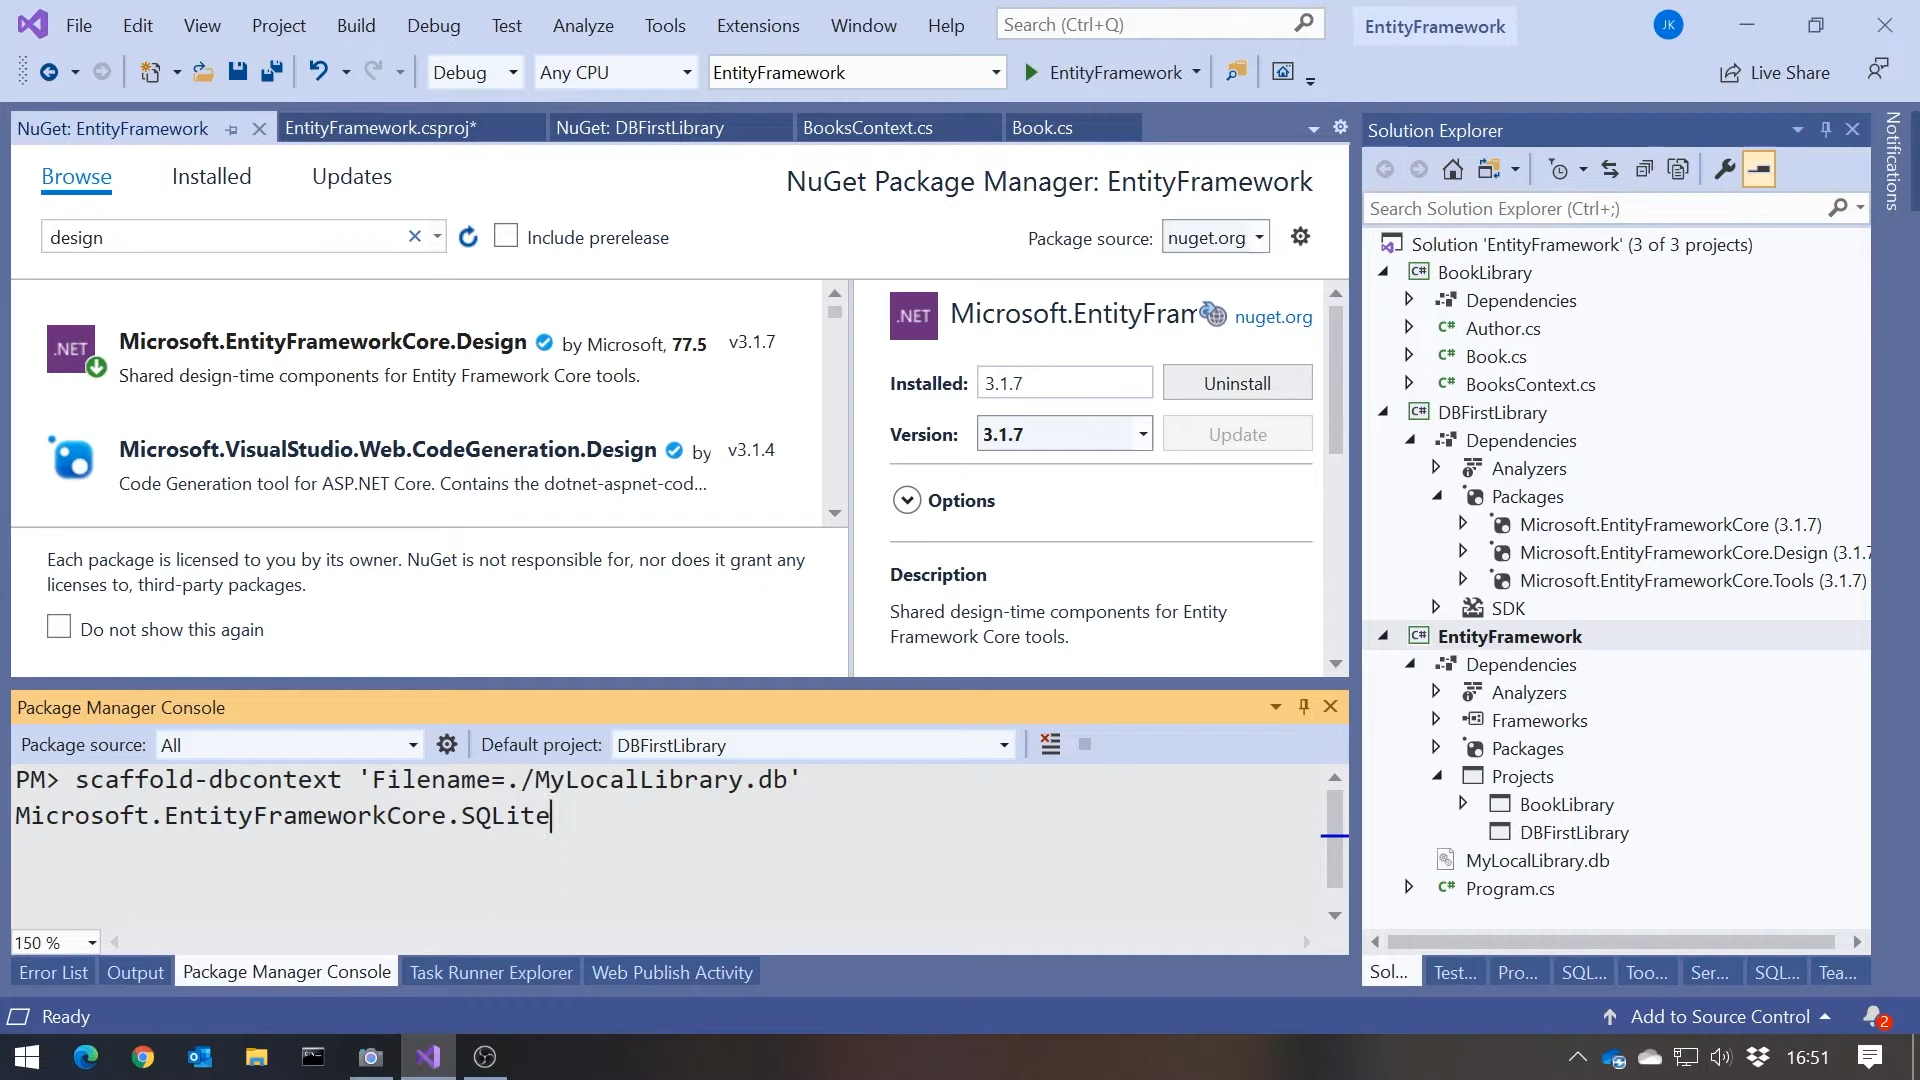 File Edit View Project Build Debug Test Analyze Tools Extensions Window Help Search (Ctrl+Q) EntityFramework JK
Debug Any CPU EntityFramework EntityFramework Live Share
NuGet: EntityFramework EntityFramework.csproj* NuGet: DBFirstLibrary BooksContext.cs Book.cs
Browse Installed Updates
NuGet Package Manager: EntityFramework
design
Include prerelease
Package source: nuget.org
.NET
Microsoft.EntityFrameworkCore.Design by Microsoft, 77.5 v3.1.7
Shared design-time components for Entity Framework Core tools.
Microsoft.VisualStudio.Web.CodeGeneration.Design by v3.1.4
Code Generation tool for ASP.NET Core. Contains the dotnet-aspnet-cod...
Each package is licensed to you by its owner. NuGet is not responsible for, nor does it grant any
licenses to, third-party packages.
Do not show this again
.NET
Microsoft.EntityFram nuget.org
Installed: 3.1.7 Uninstall
Version: 3.1.7 Update
Options
Description
Shared design-time components for Entity
Framework Core tools.
Package Manager Console
Package source: All Default project: DBFirstLibrary
PM> scaffold-dbcontext 'Filename=./MyLocalLibrary.db'
Microsoft.EntityFrameworkCore.SQLite
150 %
Error List Output Package Manager Console Task Runner Explorer Web Publish Activity
Solution Explorer
Search Solution Explorer (Ctrl+;)
Solution 'EntityFramework' (3 of 3 projects)
C# BookLibrary
Dependencies
C# Author.cs
C# Book.cs
C# BooksContext.cs
C# DBFirstLibrary
Dependencies
Analyzers
Packages
Microsoft.EntityFrameworkCore (3.1.7)
Microsoft.EntityFrameworkCore.Design (3.1.7
Microsoft.EntityFrameworkCore.Tools (3.1.7)
SDK
C# EntityFramework
Dependencies
Analyzers
Frameworks
Packages
Projects
BookLibrary
DBFirstLibrary
MyLocalLibrary.db
C# Program.cs
Sol... Test... Pro... SQL... Too... Ser... SQL... Tea...
Notifications
Ready
Add to Source Control 2
16:51